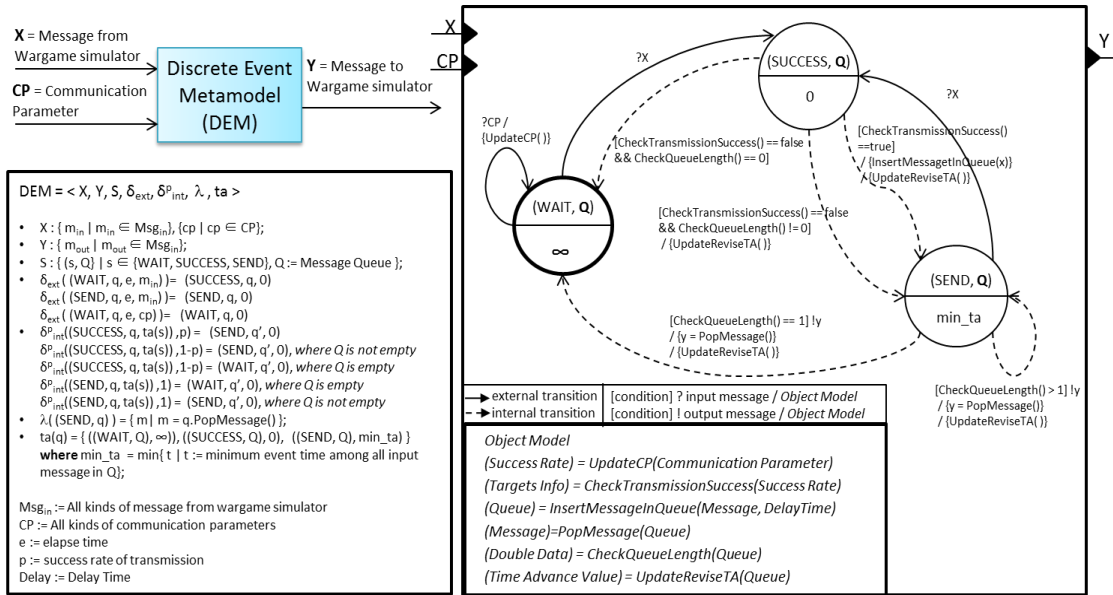 X = Message from
Wargame simulator
CP = Communication
Parameter
Discrete Event
Metamodel
(DEM)
Y = Message to
Wargame simulator
DEM = < X, Y, S, δext, δᵖint, λ , ta >
• X : { min | min ∈ Msgin}, {cp | cp ∈ CP};
• Y : { mout | mout ∈ Msgin};
• S : { (s, Q} | s ∈ {WAIT, SUCCESS, SEND}, Q := Message Queue };
• δext ( (WAIT, q, e, min) )= (SUCCESS, q, 0)
δext ( (SEND, q, e, min) )= (SEND, q, 0)
δext ( (WAIT, q, e, cp) )= (WAIT, q, 0)
• δᵖint((SUCCESS, q, ta(s)) ,p) = (SEND, q’, 0)
δᵖint((SUCCESS, q, ta(s)) ,1-p) = (SEND, q’, 0), where Q is not empty
δᵖint((SUCCESS, q, ta(s)) ,1-p) = (WAIT, q’, 0), where Q is empty
δᵖint((SEND, q, ta(s)) ,1) = (WAIT, q’, 0), where Q is empty
δᵖint((SEND, q, ta(s)) ,1) = (SEND, q’, 0), where Q is not empty
• λ( (SEND, q) ) = { m| m = q.PopMessage() };
• ta(q) = { ((WAIT, Q), ∞)), ((SUCCESS, Q), 0), ((SEND, Q), min_ta) }
where min_ta = min{ t | t := minimum event time among all input
message in Q};
Msgin := All kinds of message from wargame simulator
CP := All kinds of communication parameters
e := elapse time
p := success rate of transmission
Delay := Delay Time
X
CP
Y
(SUCCESS, Q)
0
?X
?X
?CP /
{UpdateCP( )}
[CheckTransmissionSuccess() == false
&& CheckQueueLength() == 0]
[CheckTransmissionSuccess()
==true]
/ {InsertMessageInQueue(x)}
/ {UpdateReviseTA( )}
(WAIT, Q)
∞
[CheckTransmissionSuccess() == false
&& CheckQueueLength() != 0]
/ {UpdateReviseTA( )}
(SEND, Q)
min_ta
[CheckQueueLength() == 1] !y
/ {y = PopMessage()}
/ {UpdateReviseTA( )}
[CheckQueueLength() > 1] !y
/ {y = PopMessage()}
/ {UpdateReviseTA( )}
external transition
[condition] ? input message / Object Model
internal transition
[condition] ! output message / Object Model
Object Model
(Success Rate) = UpdateCP(Communication Parameter)
(Targets Info) = CheckTransmissionSuccess(Success Rate)
(Queue) = InsertMessageInQueue(Message, DelayTime)
(Message)=PopMessage(Queue)
(Double Data) = CheckQueueLength(Queue)
(Time Advance Value) = UpdateReviseTA(Queue)